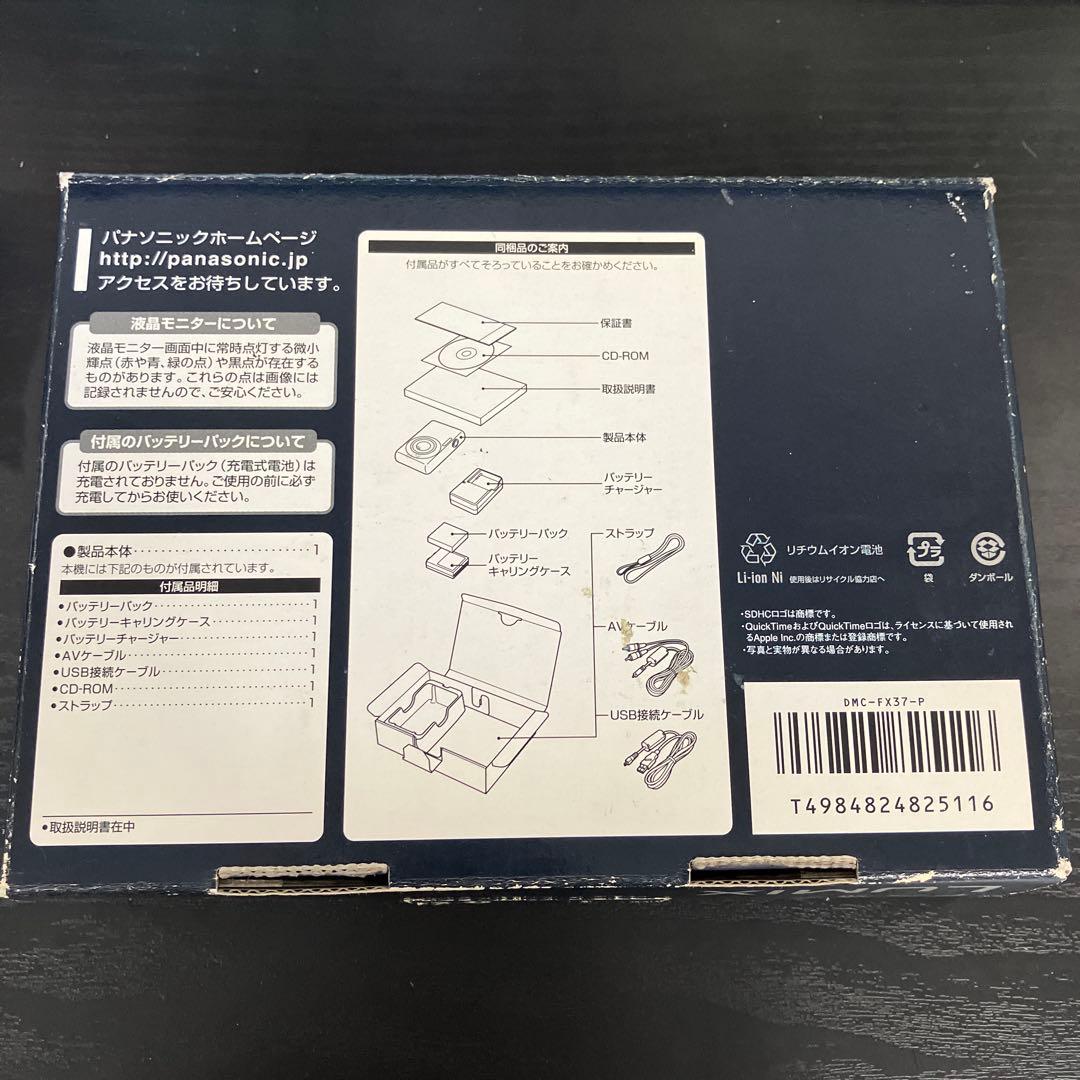 パナソニックホームページ
http://panasonic.jp
アクセスをお待ちしています。
液晶モニターについて
液晶モニター画面中に常時点灯する微小
輝点（赤や青、緑の点）や黒点が存在する
ものがあります。これらの点は画像には
記録されませんので、ご安心ください。
付属のバッテリーパックについて
付属のバッテリーパック（充電式電池）は
充電されておりません。ご使用の前に必ず
充電してからお使いください。
●製品本体‥‥‥‥‥‥‥‥‥‥1
本機には下記のものが付属されています。
付属品明細
•バッテリーパック‥‥‥‥‥‥‥‥1
•バッテリーキャリングケース‥‥‥‥1
•バッテリーチャージャー‥‥‥‥‥‥1
•AVケーブル‥‥‥‥‥‥‥‥‥‥1
•USB接続ケーブル‥‥‥‥‥‥‥‥1
•CD-ROM‥‥‥‥‥‥‥‥‥‥‥1
•ストラップ‥‥‥‥‥‥‥‥‥‥‥1
•取扱説明書在中
同梱品のご案内
付属品がすべてそろっていることをお確かめください。
保証書
CD-ROM
取扱説明書
製品本体
バッテリー
チャージャー
バッテリーパック
バッテリー
キャリングケース
ストラップ
AVケーブル
USB接続ケーブル
リチウムイオン電池
Li-ion Ni 使用後はリサイクル協力店へ
プラ
袋
ダンボール
•SDHCロゴは商標です。
•QuickTimeおよびQuickTimeロゴは、ライセンスに基づいて使用され
るApple Inc.の商標または登録商標です。
•写真と実物が異なる場合があります。
DMC-FX37-P
T4984824825116